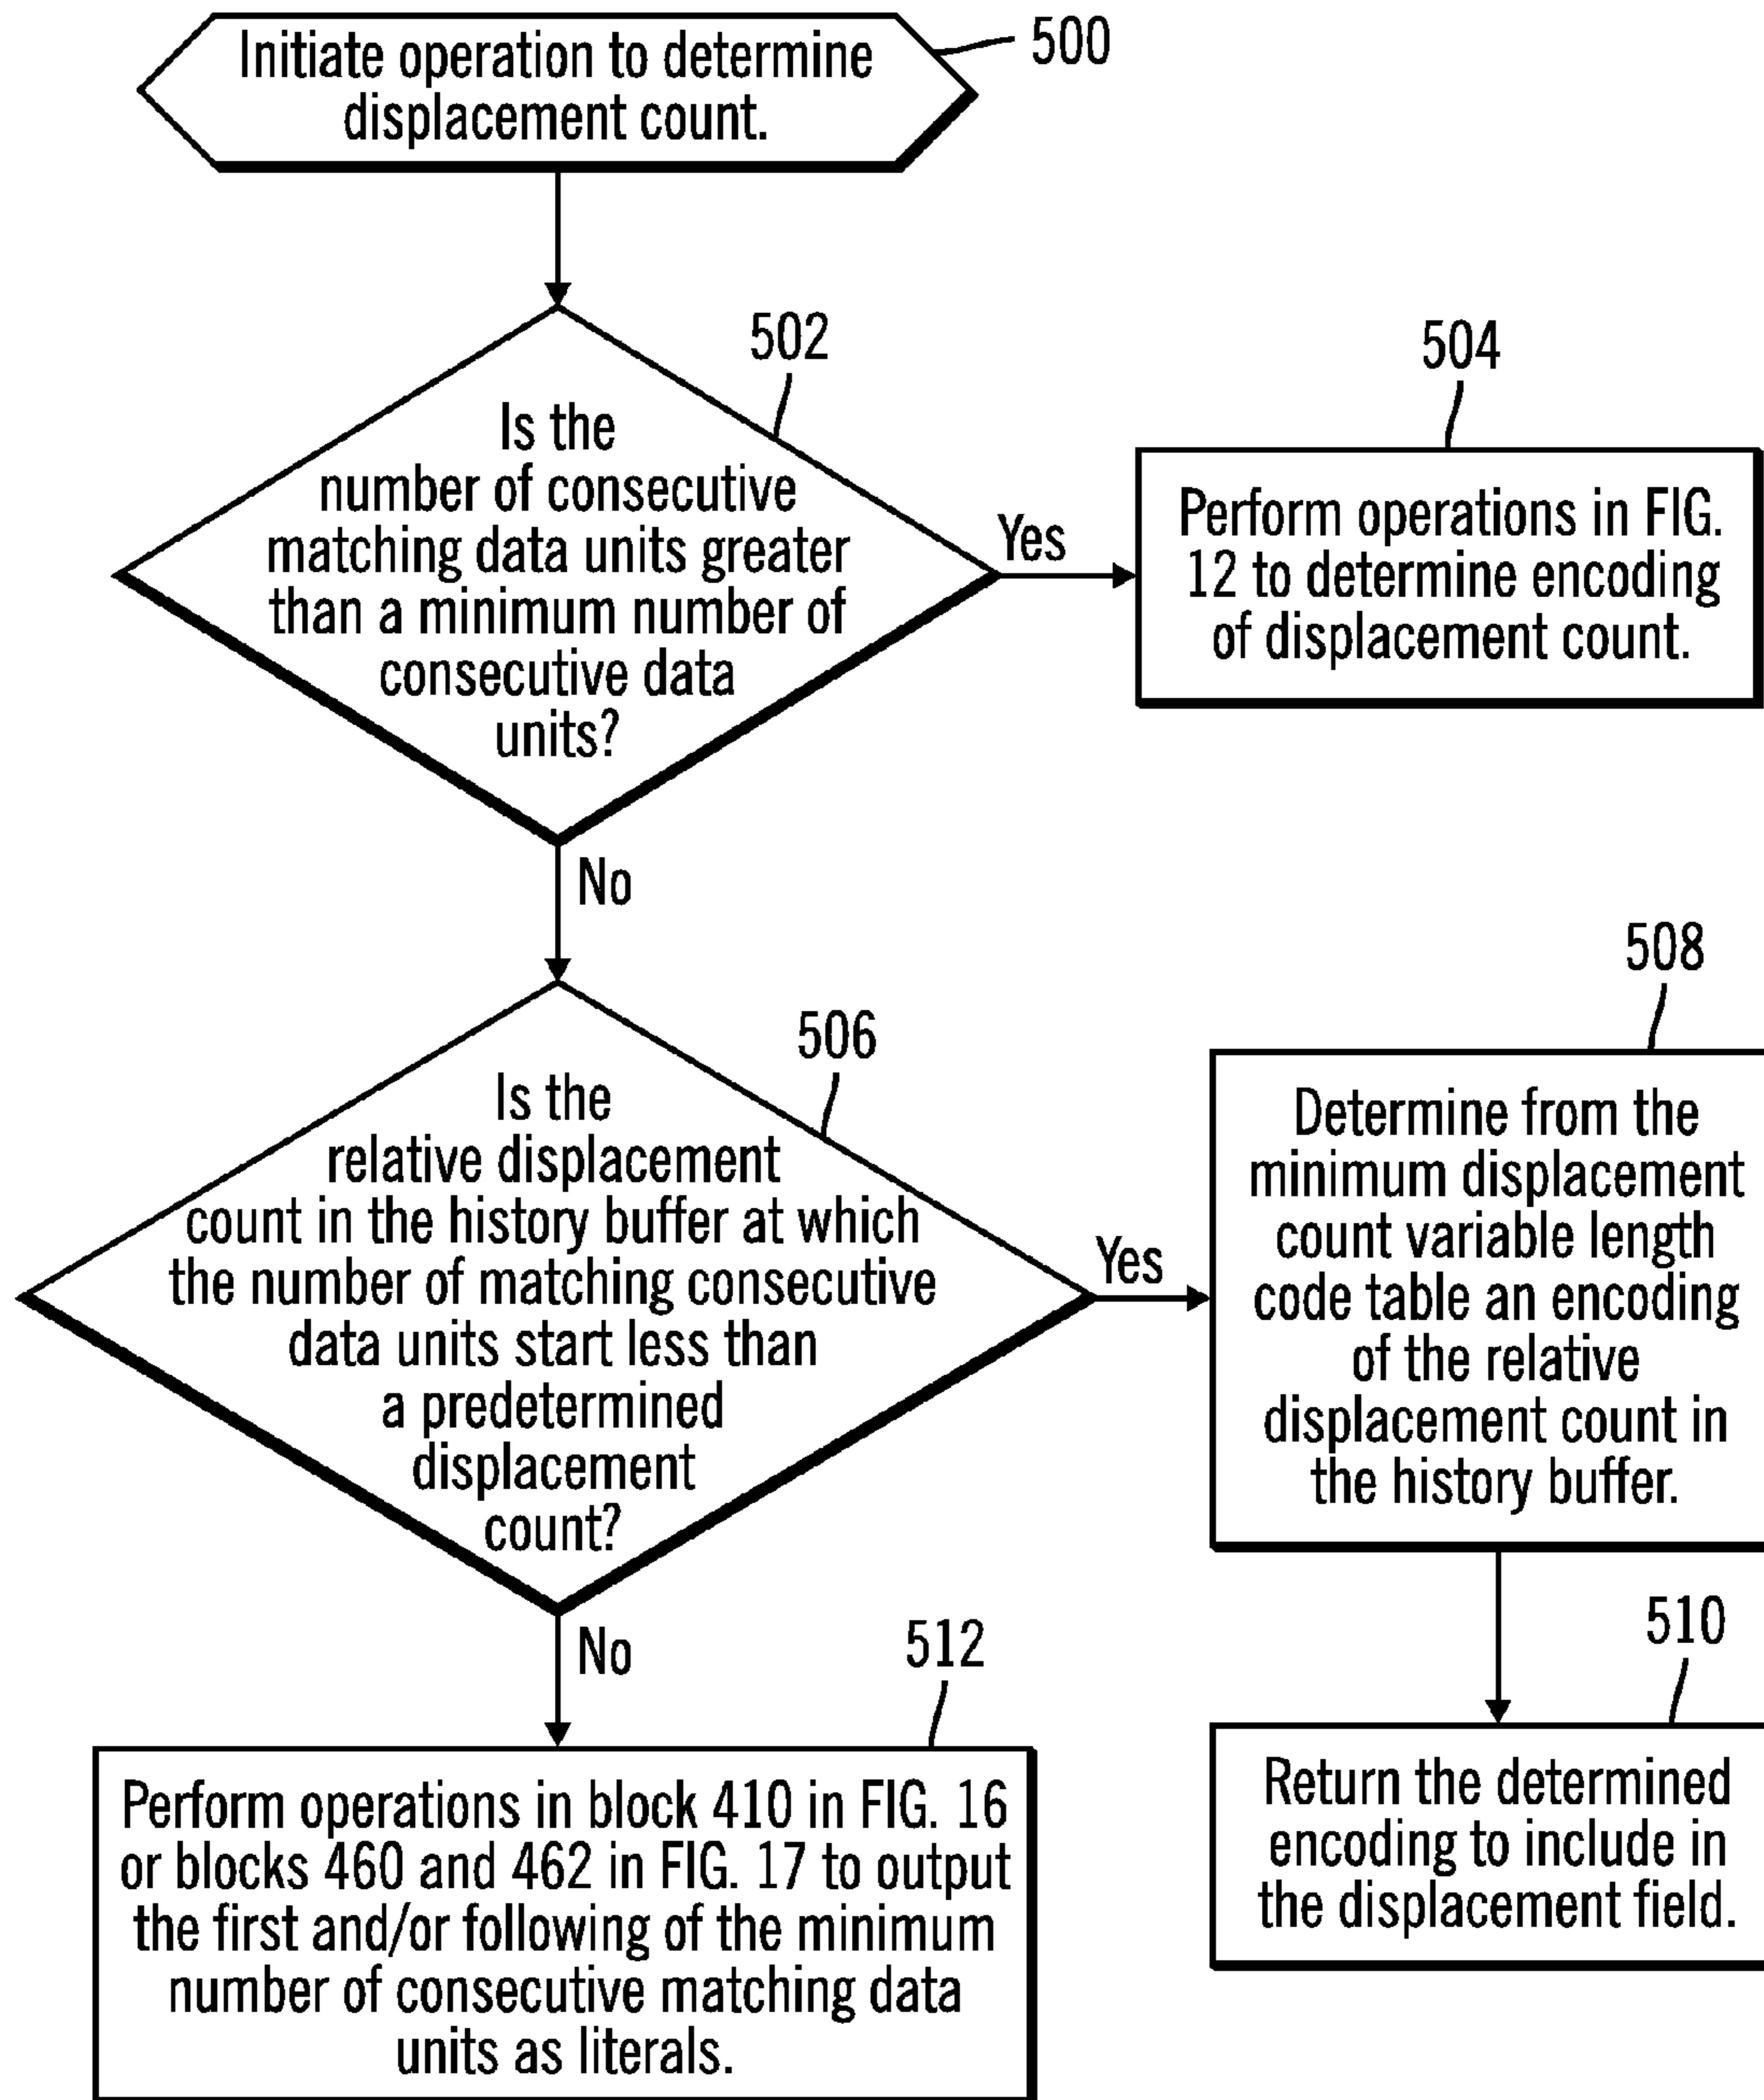 Initiate operation to determine
displacement count.
500
502
Is the
number of consecutive
matching data units greater
than a minimum number of
consecutive data
units?
Yes
504
Perform operations in FIG.
12 to determine encoding
of displacement count.
No
506
Is the
relative displacement
count in the history buffer at which
the number of matching consecutive
data units start less than
a predetermined
displacement
count?
Yes
508
Determine from the
minimum displacement
count variable length
code table an encoding
of the relative
displacement count in
the history buffer.
510
Return the determined
encoding to include in
the displacement field.
No
512
Perform operations in block 410 in FIG. 16
or blocks 460 and 462 in FIG. 17 to output
the first and/or following of the minimum
number of consecutive matching data
units as literals.